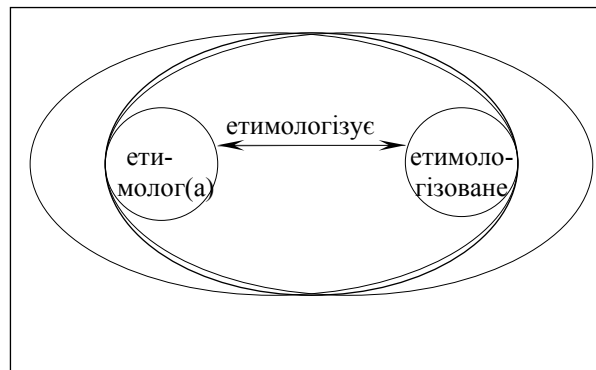 етимологізує
ети-
молог(а)
етимоло-
гізоване